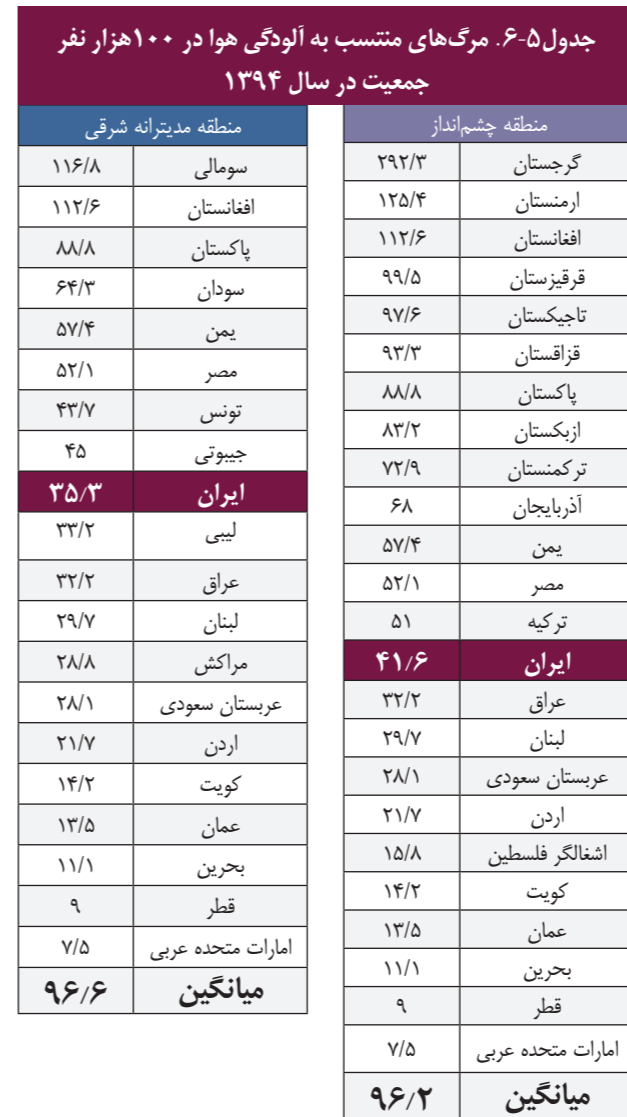 جدول۵-۶. مرگ‌های منتسب به آلودگی هوا در ۱۰۰هزار نفر
جمعیت در سال ۱۳۹۴
منطقه چشم‌انداز
گرجستان ۲۹۲/۳
ارمنستان ۱۲۵/۴
افغانستان ۱۱۲/۶
قرقیزستان ۹۹/۵
تاجیکستان ۹۷/۶
قزاقستان ۹۳/۳
پاکستان ۸۸/۸
ازبکستان ۸۳/۲
ترکمنستان ۷۲/۹
آذربایجان ۶۸
یمن ۵۷/۴
مصر ۵۲/۱
ترکیه ۵۱
ایران ۴۱/۶
عراق ۳۲/۲
لبنان ۲۹/۷
عربستان سعودی ۲۸/۱
اردن ۲۱/۷
اشغالگر فلسطین ۱۵/۸
کویت ۱۴/۲
عمان ۱۳/۵
بحرین ۱۱/۱
قطر ۹
امارات متحده عربی ۷/۵
میانگین ۹۶/۲
منطقه مدیترانه شرقی
سومالی ۱۱۶/۸
افغانستان ۱۱۲/۶
پاکستان ۸۸/۸
سودان ۶۴/۳
یمن ۵۷/۴
مصر ۵۲/۱
تونس ۴۳/۷
جیبوتی ۴۵
ایران ۳۵/۳
لیبی ۳۳/۲
عراق ۳۲/۲
لبنان ۲۹/۷
مراکش ۲۸/۸
عربستان سعودی ۲۸/۱
اردن ۲۱/۷
کویت ۱۴/۲
عمان ۱۳/۵
بحرین ۱۱/۱
قطر ۹
امارات متحده عربی ۷/۵
میانگین ۹۶/۶